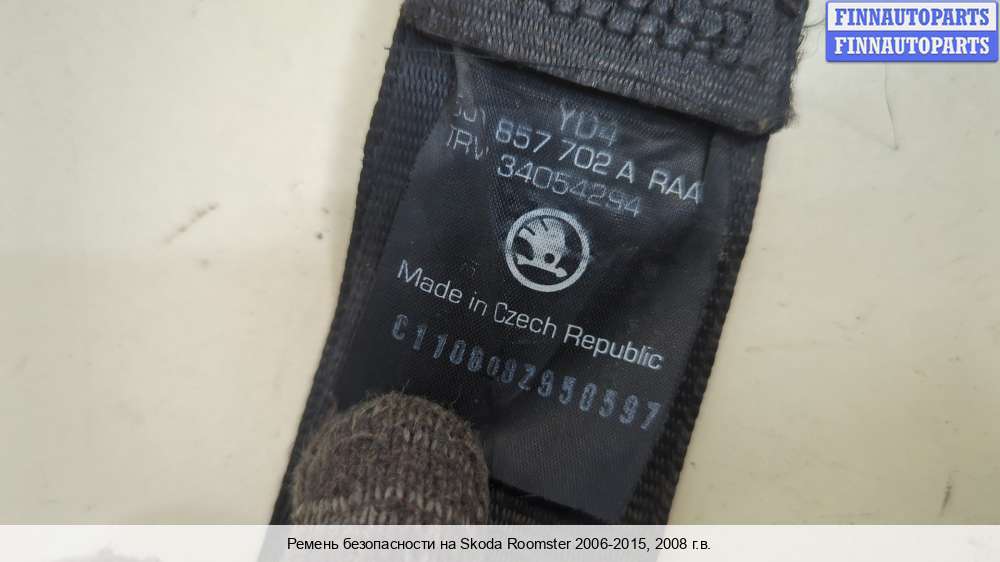 FINNAUTOPARTS
FINNAUTOPARTS
YD4
857 702 A RAA
TRW 34054294
Made in Czech Republic
Ремень безопасности на Skoda Roomster 2006-2015, 2008 г.в.